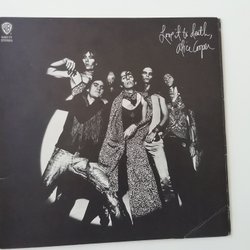 Love it to death,
Alice Cooper